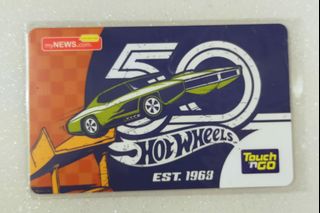 myNEWS.com
50
HOT WHEELS
EST. 1968
Touch
'n GO